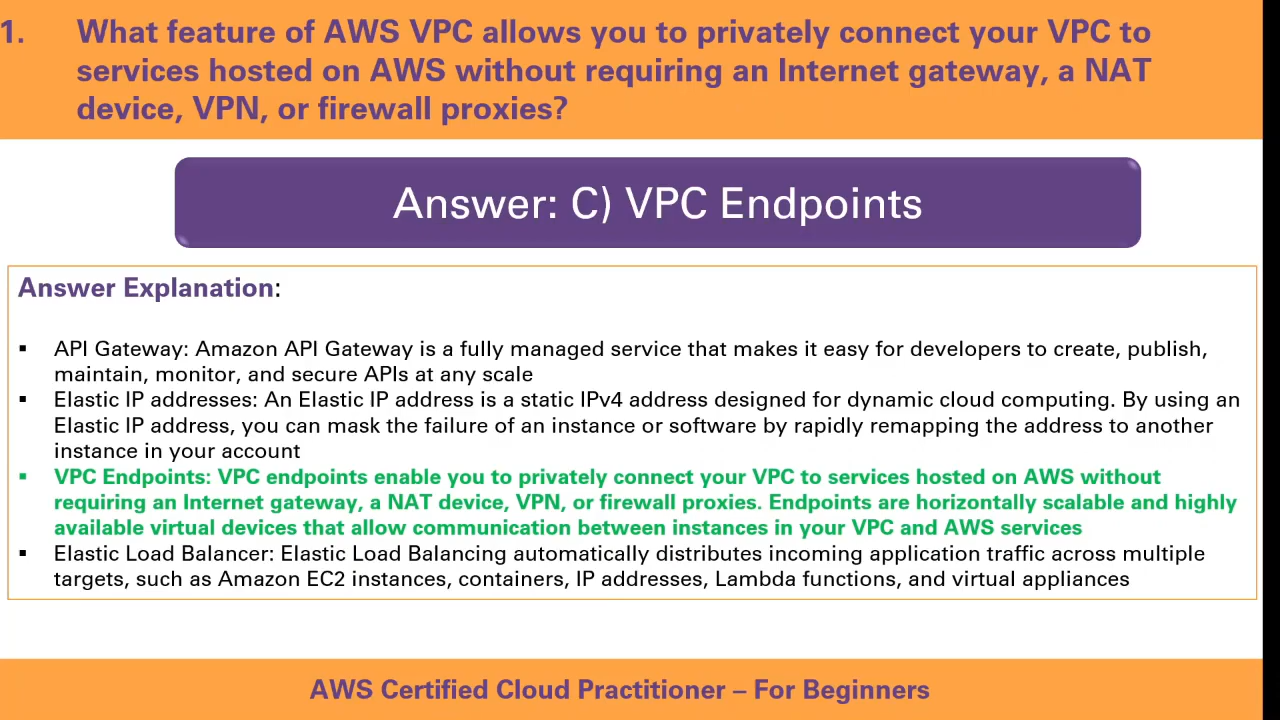 1. What feature of AWS VPC allows you to privately connect your VPC to
services hosted on AWS without requiring an Internet gateway, a NAT
device, VPN, or firewall proxies?
Answer: C) VPC Endpoints
Answer Explanation:
▪ API Gateway: Amazon API Gateway is a fully managed service that makes it easy for developers to create, publish,
maintain, monitor, and secure APIs at any scale
▪ Elastic IP addresses: An Elastic IP address is a static IPv4 address designed for dynamic cloud computing. By using an
Elastic IP address, you can mask the failure of an instance or software by rapidly remapping the address to another
instance in your account
▪ VPC Endpoints: VPC endpoints enable you to privately connect your VPC to services hosted on AWS without
requiring an Internet gateway, a NAT device, VPN, or firewall proxies. Endpoints are horizontally scalable and highly
available virtual devices that allow communication between instances in your VPC and AWS services
▪ Elastic Load Balancer: Elastic Load Balancing automatically distributes incoming application traffic across multiple
targets, such as Amazon EC2 instances, containers, IP addresses, Lambda functions, and virtual appliances
AWS Certified Cloud Practitioner – For Beginners